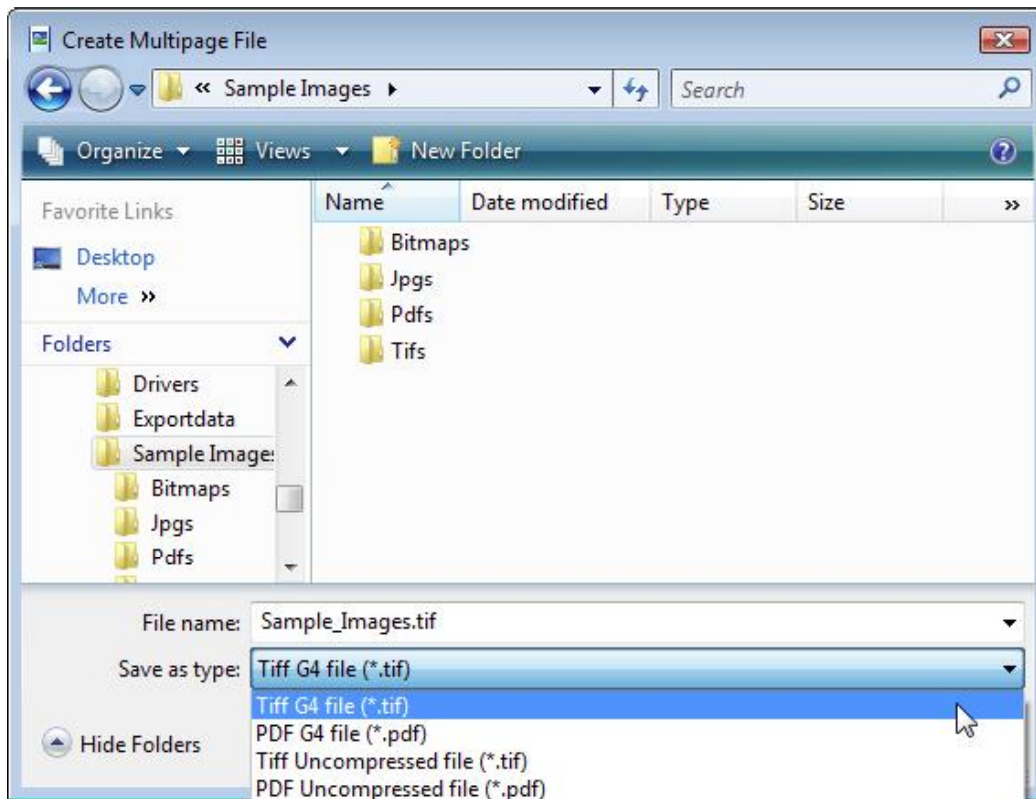 Create Multipage File
« Sample Images
Search
Organize Views New Folder
Favorite Links
Desktop
More »
Folders
Drivers
Exportdata
Sample Image
Bitmaps
Jpgs
Pdfs
Name Date modified Type Size »
Bitmaps
Jpgs
Pdfs
Tifs
File name: Sample_Images.tif
Save as type: Tiff G4 file (*.tif)
Tiff G4 file (*.tif)
PDF G4 file (*.pdf)
Tiff Uncompressed file (*.tif)
PDF Uncompressed file (*.pdf)
Hide Folders